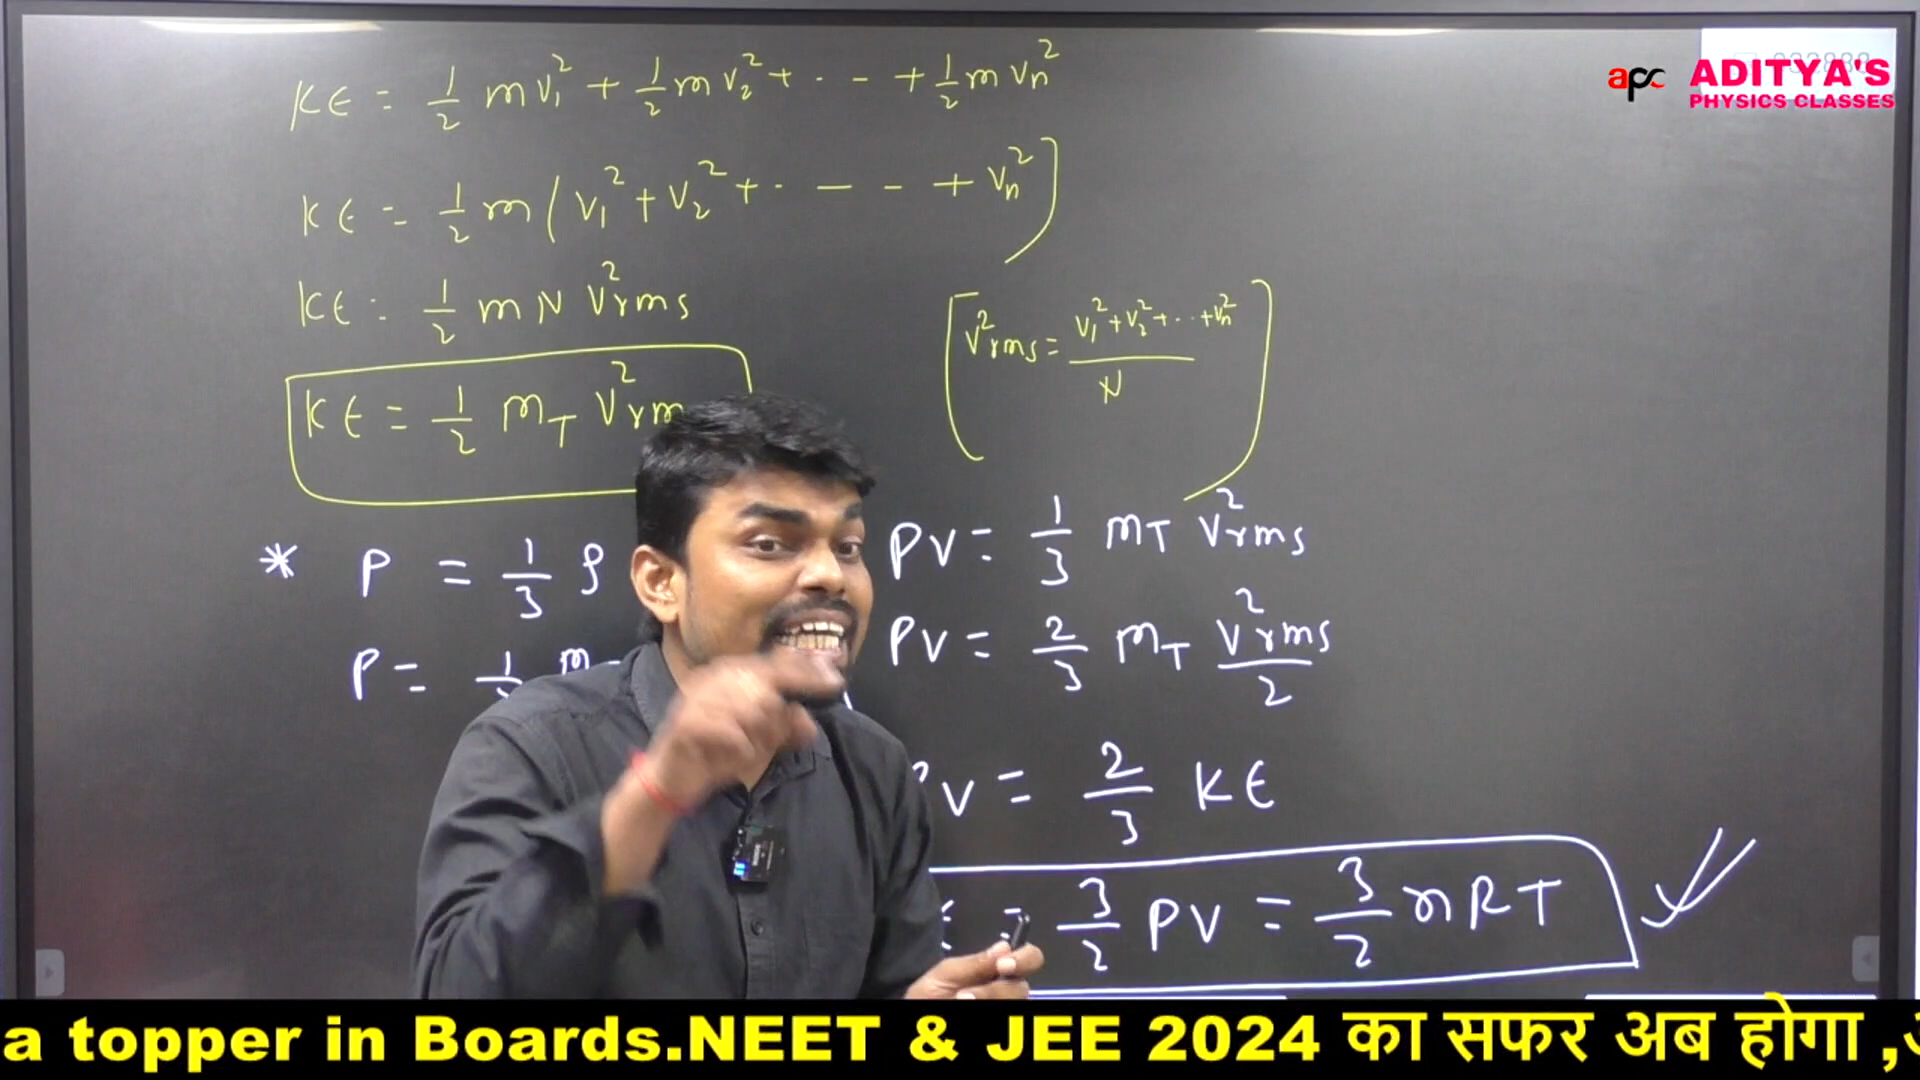 KE = 1/2 mv₁² + 1/2 mv₂² + ... + 1/2 mvₙ²
KE = 1/2 m(v₁² + v₂² + ... + vₙ²)
KE = 1/2 mN v²rms
KE = 1/2 m_T v²rm
[v²rms = (v₁² + v₂² + ... + vₙ²)/N]
* P = 1/3 ρ
P =
PV = 1/3 m_T v²rms
PV = 2/3 m_T v²rms/2
V = 2/3 KE
= 3/2 PV = 3/2 nRT
apc ADITYA'S
PHYSICS CLASSES
a topper in Boards.NEET & JEE 2024 का सफर अब होगा ,